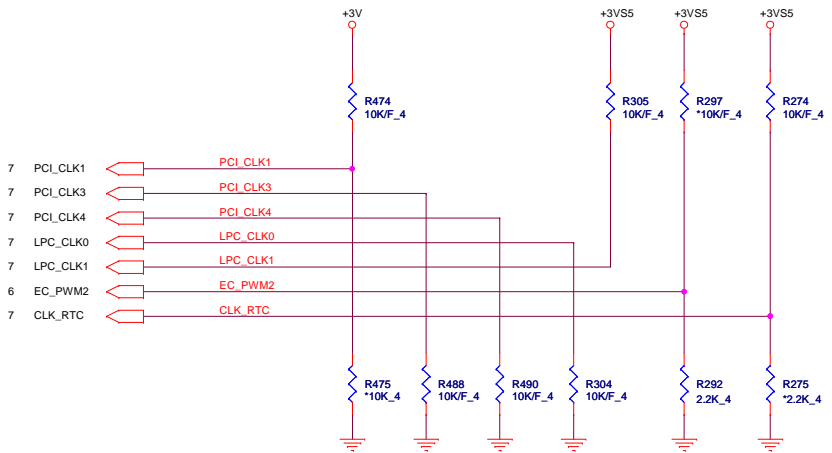 +3V +3VS5 +3VS5 +3VS5
R474 R305 R297 R274
10K/F_4 10K/F_4 *10K/F_4 10K/F_4
7 PCI_CLK1 PCI_CLK1
7 PCI_CLK3 PCI_CLK3
7 PCI_CLK4 PCI_CLK4
7 LPC_CLK0 LPC_CLK0
7 LPC_CLK1 LPC_CLK1
6 EC_PWM2 EC_PWM2
7 CLK_RTC CLK_RTC
R475 R488 R490 R304 R292 R275
*10K_4 10K/F_4 10K/F_4 10K/F_4 2.2K_4 *2.2K_4